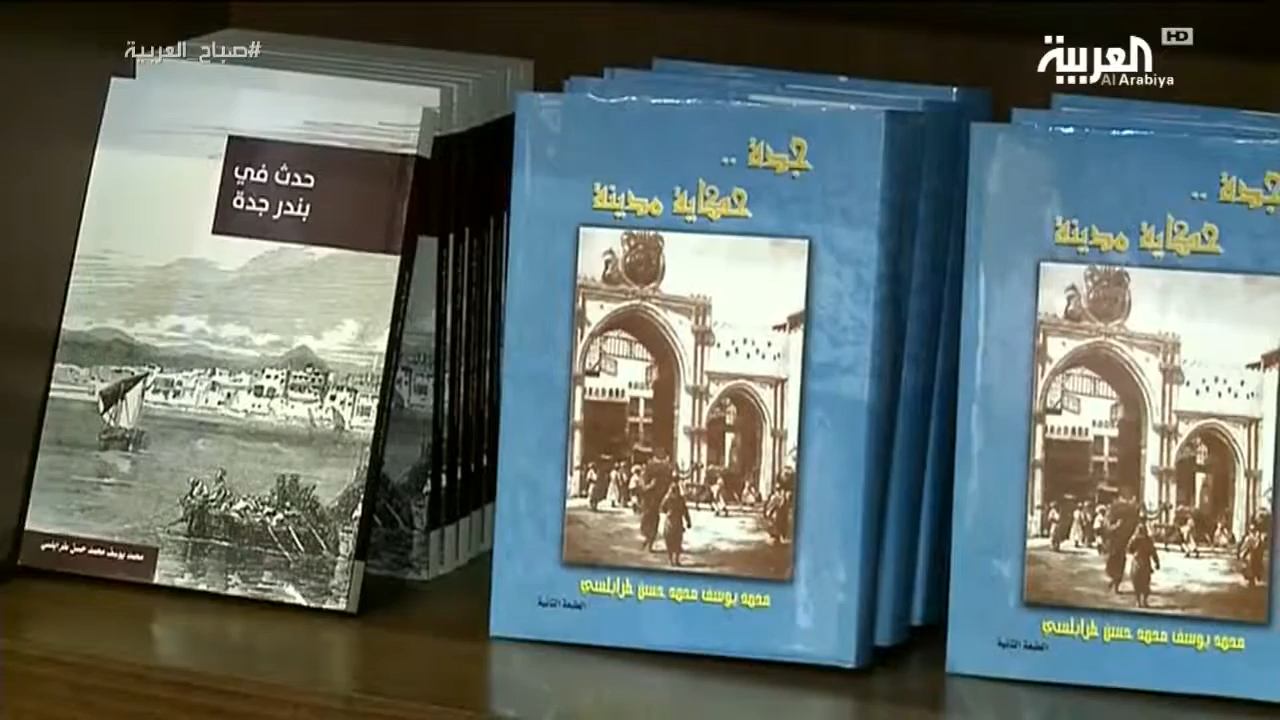 #صباح_العربية
العربية HD
Al Arabiya
حدث في
بندر جدة
محمد يوسف محمد حسن طرابلسي
جدة ..
حكاية مدينة
محمد يوسف محمد حسن طرابلسي
الطبعة الثانية
جدة ..
حكاية مدينة
محمد يوسف محمد حسن طرابلسي
الطبعة الثانية